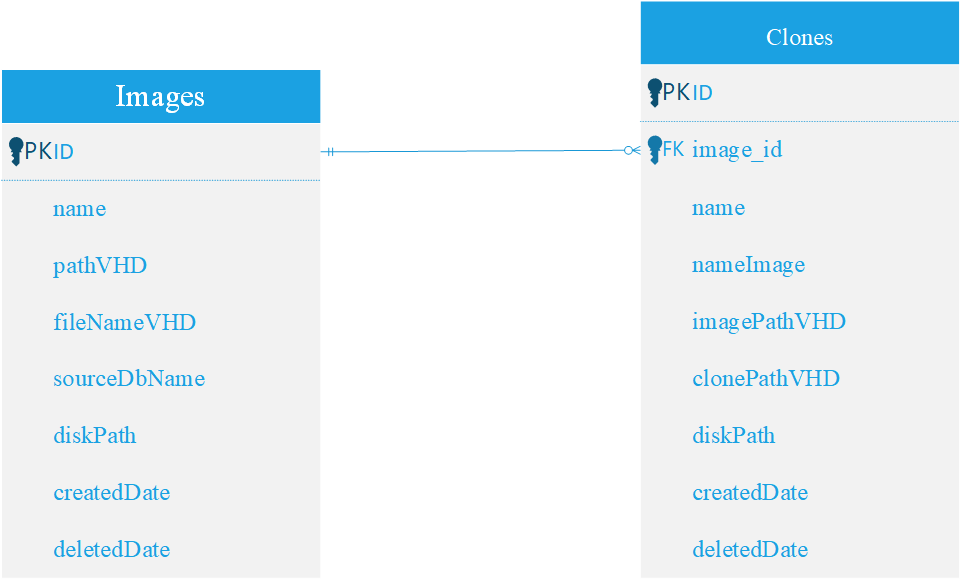 Images
PK ID
name
pathVHD
fileNameVHD
sourceDbName
diskPath
createdDate
deletedDate
Clones
PK ID
FK image_id
name
nameImage
imagePathVHD
clonePathVHD
diskPath
createdDate
deletedDate